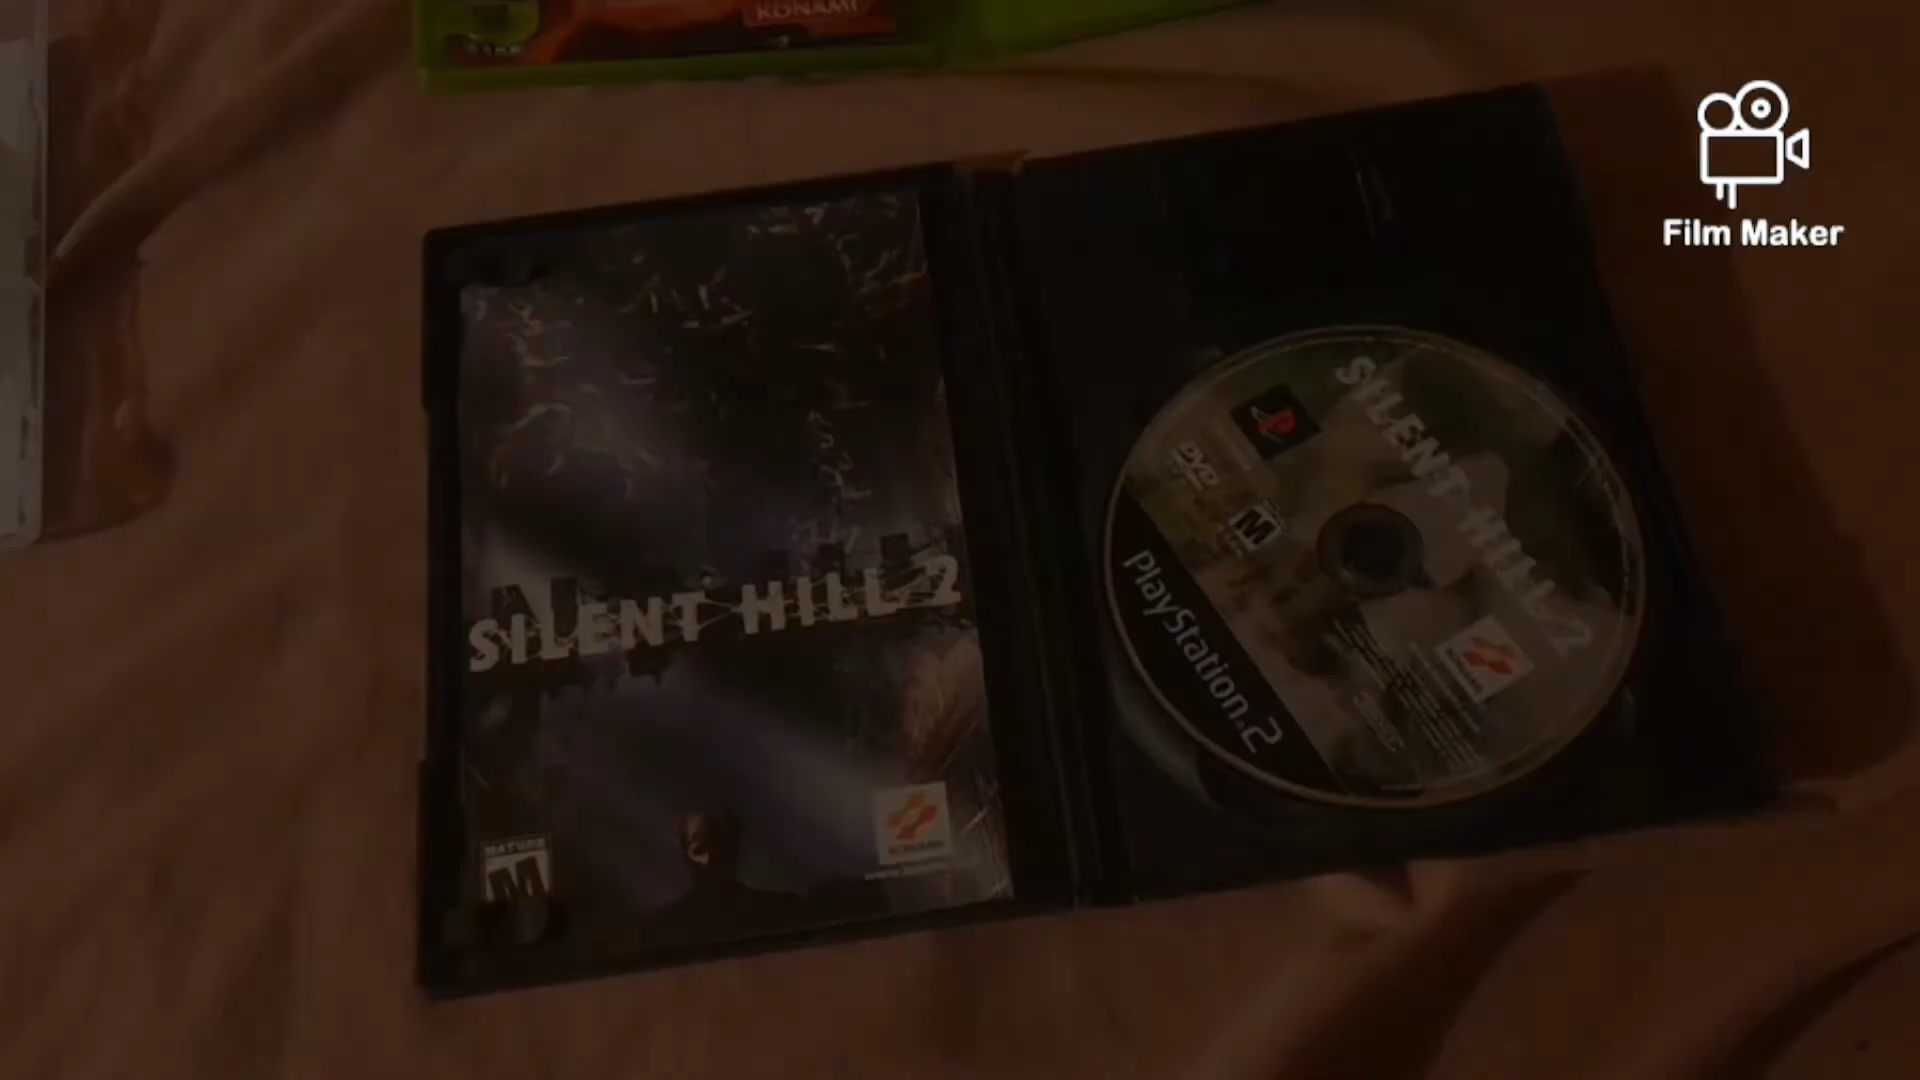 KONAMI
Film Maker
SILENT HILL 2
MATURE
M
KONAMI
SILENT HILL 2
DVD
M
PlayStation.2